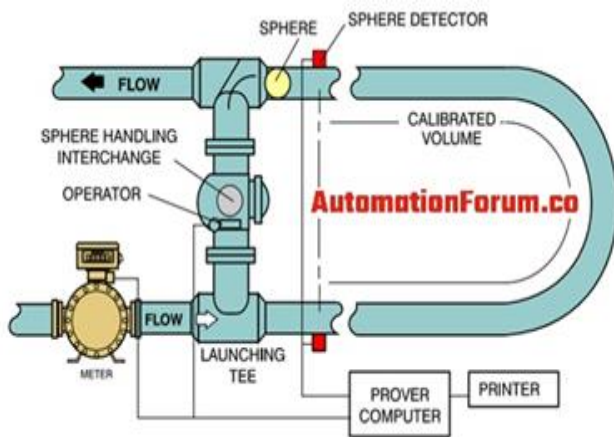 SPHERE DETECTOR
SPHERE
FLOW
SPHERE HANDLING
INTERCHANGE
OPERATOR
CALIBRATED
VOLUME
AutomationForum.co
FLOW
LAUNCHING
TEE
METER
PROVER
COMPUTER
PRINTER